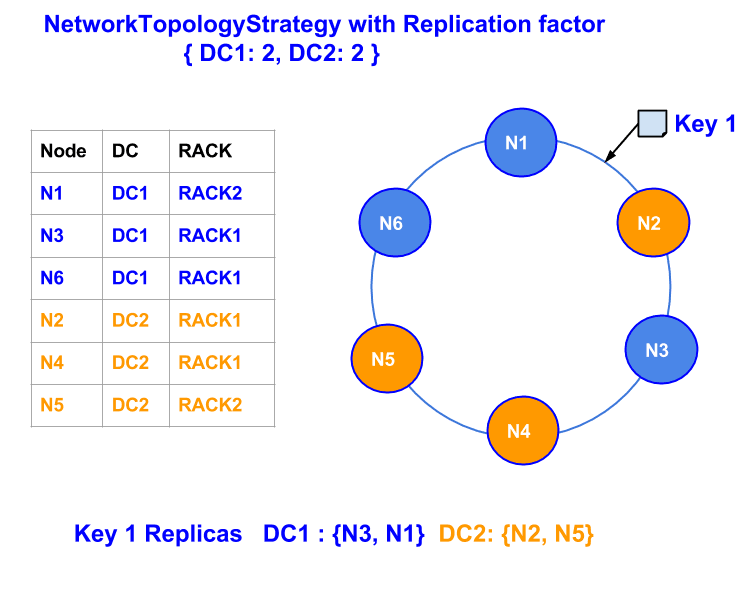 NetworkTopologyStrategy with Replication factor
{ DC1: 2, DC2: 2 }
Node DC RACK
N1 DC1 RACK2
N3 DC1 RACK1
N6 DC1 RACK1
N2 DC2 RACK1
N4 DC2 RACK1
N5 DC2 RACK2
Key 1
N1
N2
N3
N4
N5
N6
Key 1 Replicas DC1 : {N3, N1} DC2: {N2, N5}